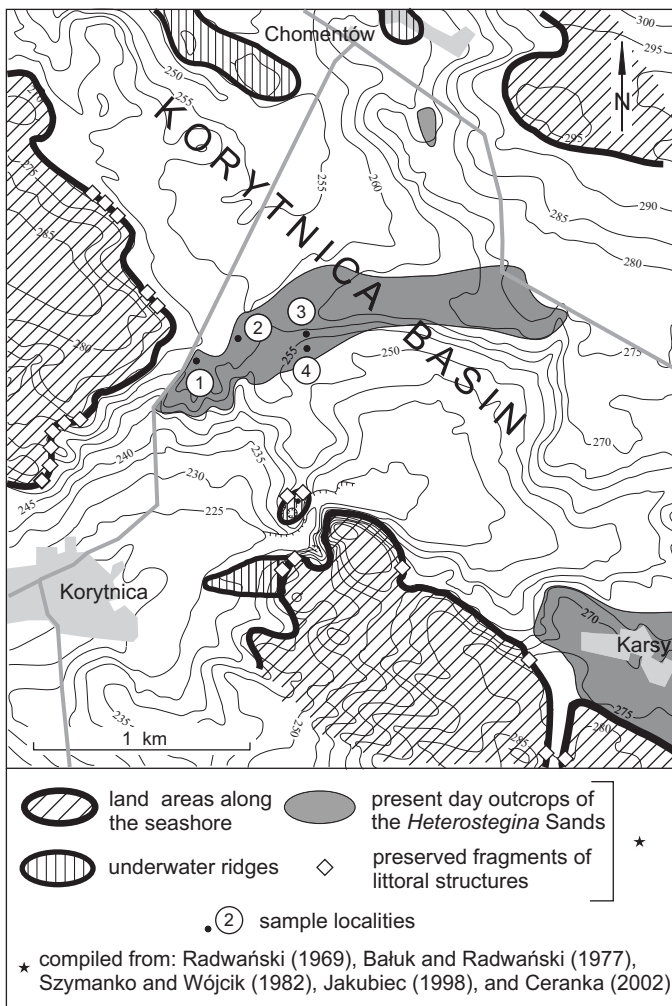 Chomentów
300
295
250
255
N
270
KORYTNICA BASIN
295
275
255
260
290
285
285
280
3
2
280
255
250
275
1
4
240
235
270
230
245
225
Korytnica
270
Karsy
275
280
235
250
285
1 km
land areas along
the seashore
present day outcrops of
the Heterostegina Sands
underwater ridges
preserved fragments of
littoral structures
2 sample localities
★ compiled from: Radwański (1969), Bałuk and Radwański (1977),
Szymanko and Wójcik (1982), Jakubiec (1998), and Ceranka (2002)